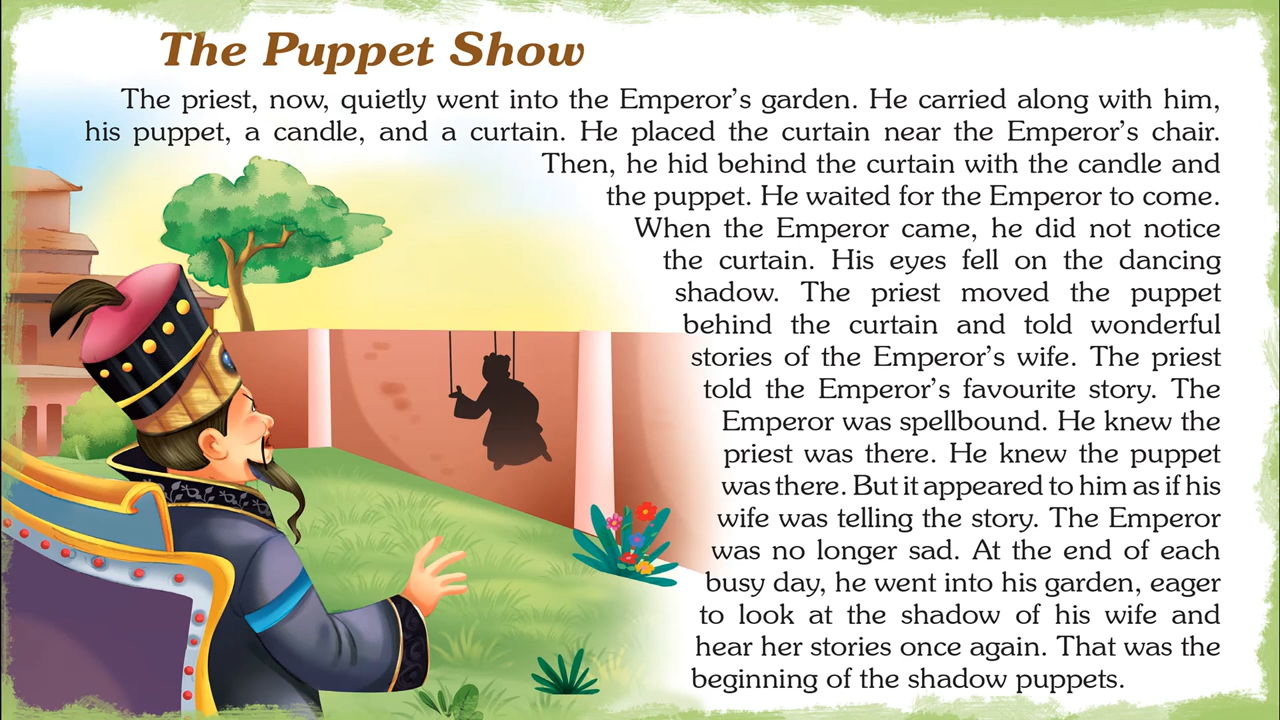 The Puppet Show
The priest, now, quietly went into the Emperor's garden. He carried along with him,
his puppet, a candle, and a curtain. He placed the curtain near the Emperor's chair.
Then, he hid behind the curtain with the candle and
the puppet. He waited for the Emperor to come.
When the Emperor came, he did not notice
the curtain. His eyes fell on the dancing
shadow. The priest moved the puppet
behind the curtain and told wonderful
stories of the Emperor's wife. The priest
told the Emperor's favourite story. The
Emperor was spellbound. He knew the
priest was there. He knew the puppet
was there. But it appeared to him as if his
wife was telling the story. The Emperor
was no longer sad. At the end of each
busy day, he went into his garden, eager
to look at the shadow of his wife and
hear her stories once again. That was the
beginning of the shadow puppets.